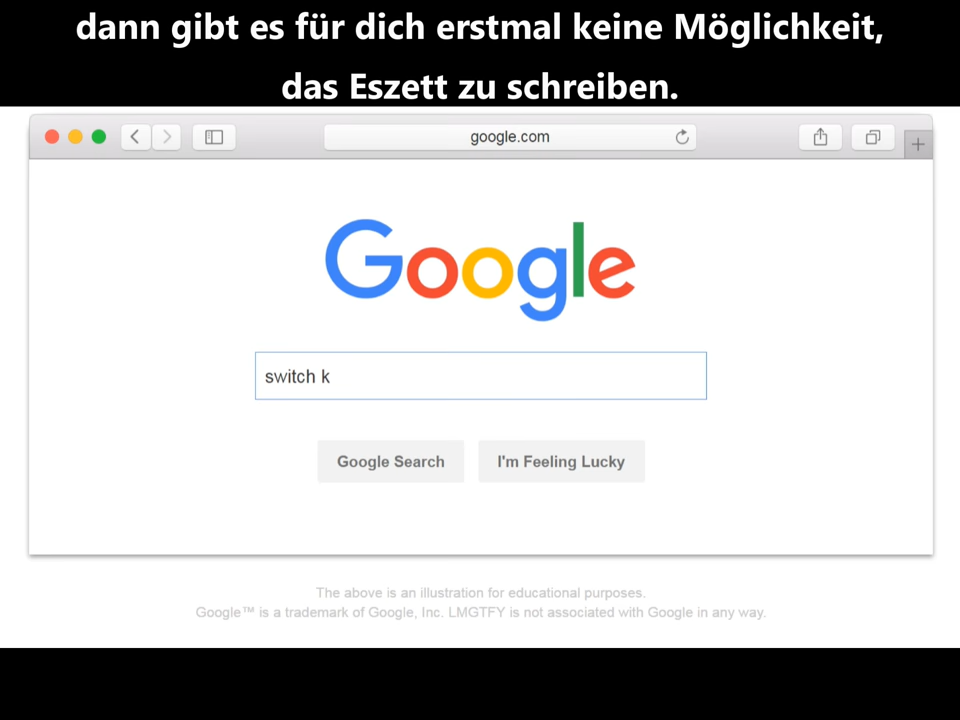 dann gibt es für dich erstmal keine Möglichkeit,
das Eszett zu schreiben.
google.com
Google
switch k
Google Search
I'm Feeling Lucky
The above is an illustration for educational purposes.
Google™ is a trademark of Google, Inc. LMGTFY is not associated with Google in any way.